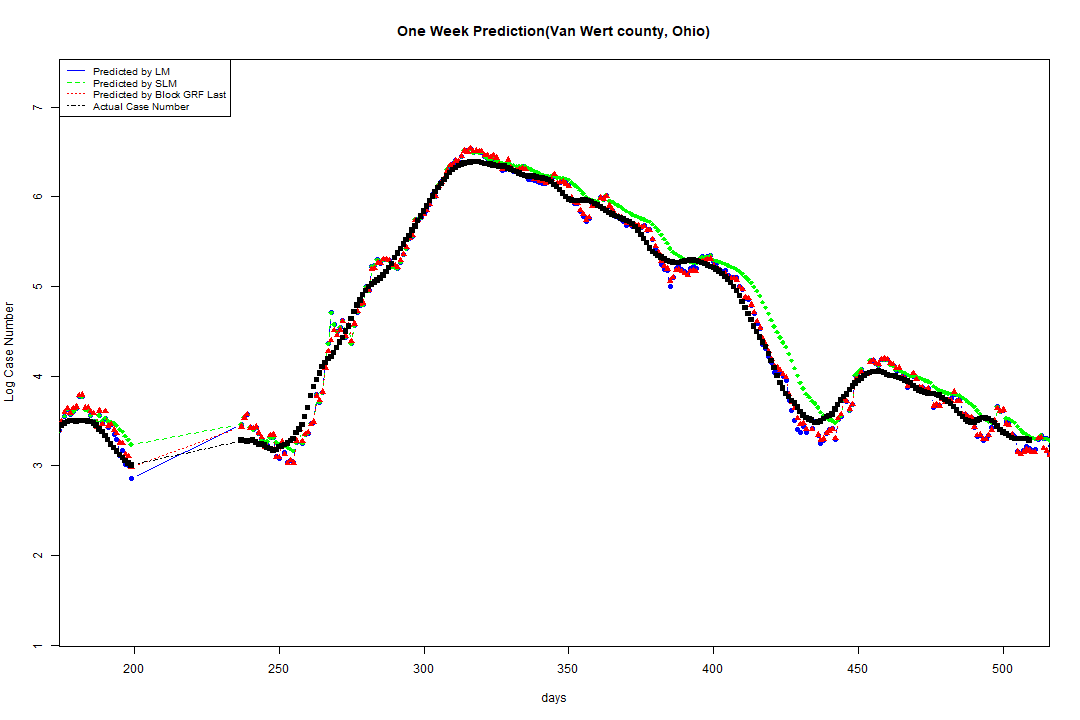 One Week Prediction(Van Wert county, Ohio)
Predicted by LM
Predicted by SLM
Predicted by Block GRF Last
Actual Case Number
7
6
5
4
3
2
1
Log Case Number
200 250 300 350 400 450 500
days